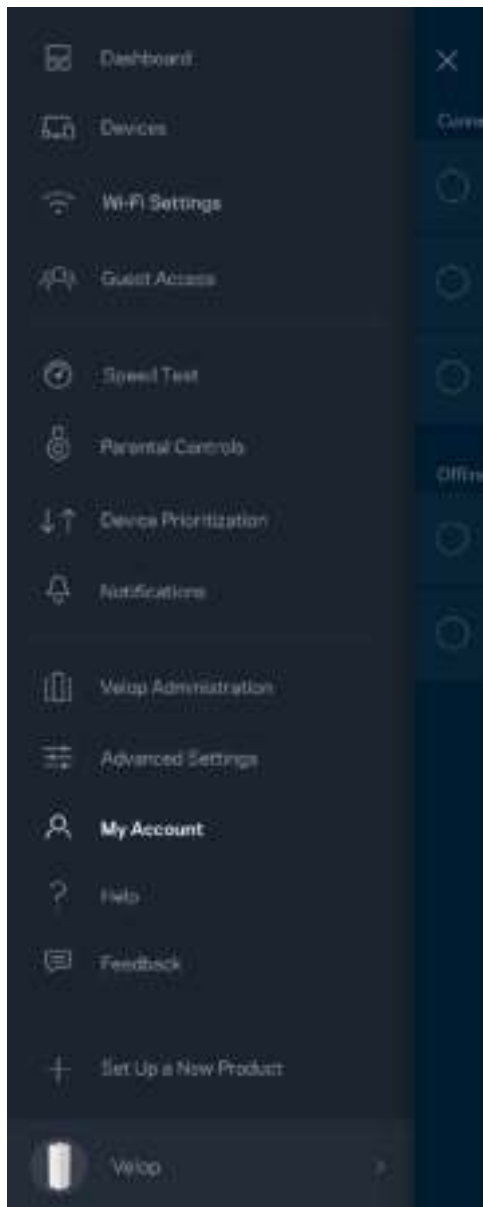 Dashboard
Devices
Wi-Fi Settings
Guest Access
Speed Test
Parental Controls
Device Prioritization
Notifications
Velop Administration
Advanced Settings
My Account
Help
Feedback
Set Up a New Product
Velop